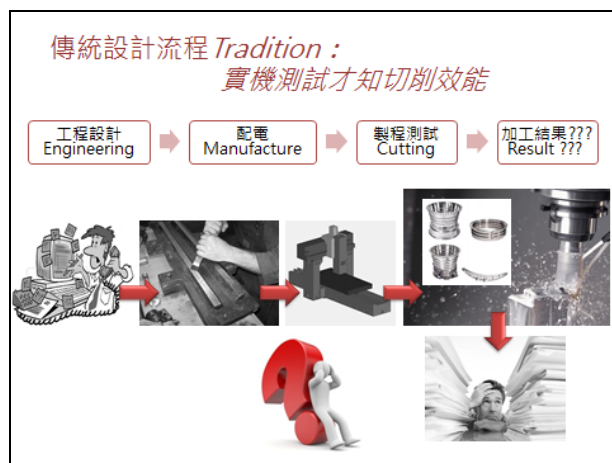 傳統設計流程Tradition：
實機測試才知切削效能
工程設計
Engineering
配電
Manufacture
製程測試
Cutting
加工結果???
Result ???